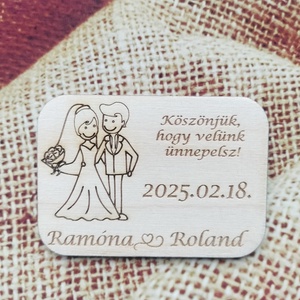 Köszönjük,
hogy velünk
ünnepelsz!
2025.02.18.
Ramóna Roland